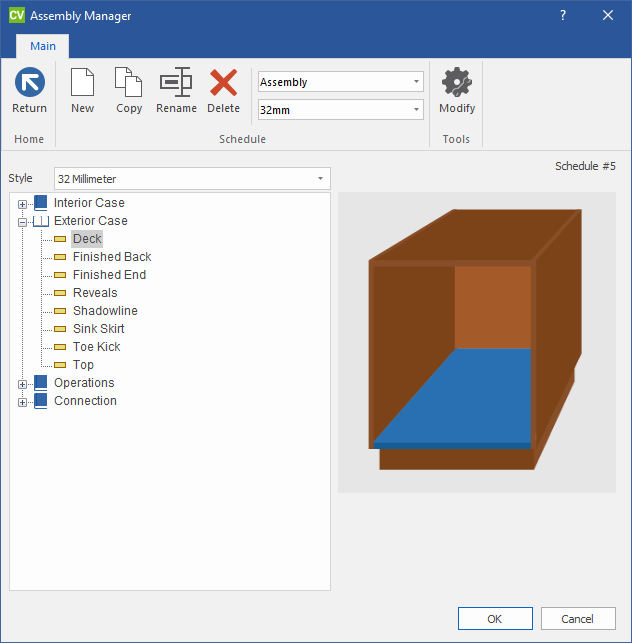 CV Assembly Manager ?
Main
Return New Copy Rename Delete Assembly 32mm Modify
Home Schedule Tools
Schedule #5
Style 32 Millimeter
Interior Case
Exterior Case
Deck
Finished Back
Finished End
Reveals
Shadowline
Sink Skirt
Toe Kick
Top
Operations
Connection
OK Cancel